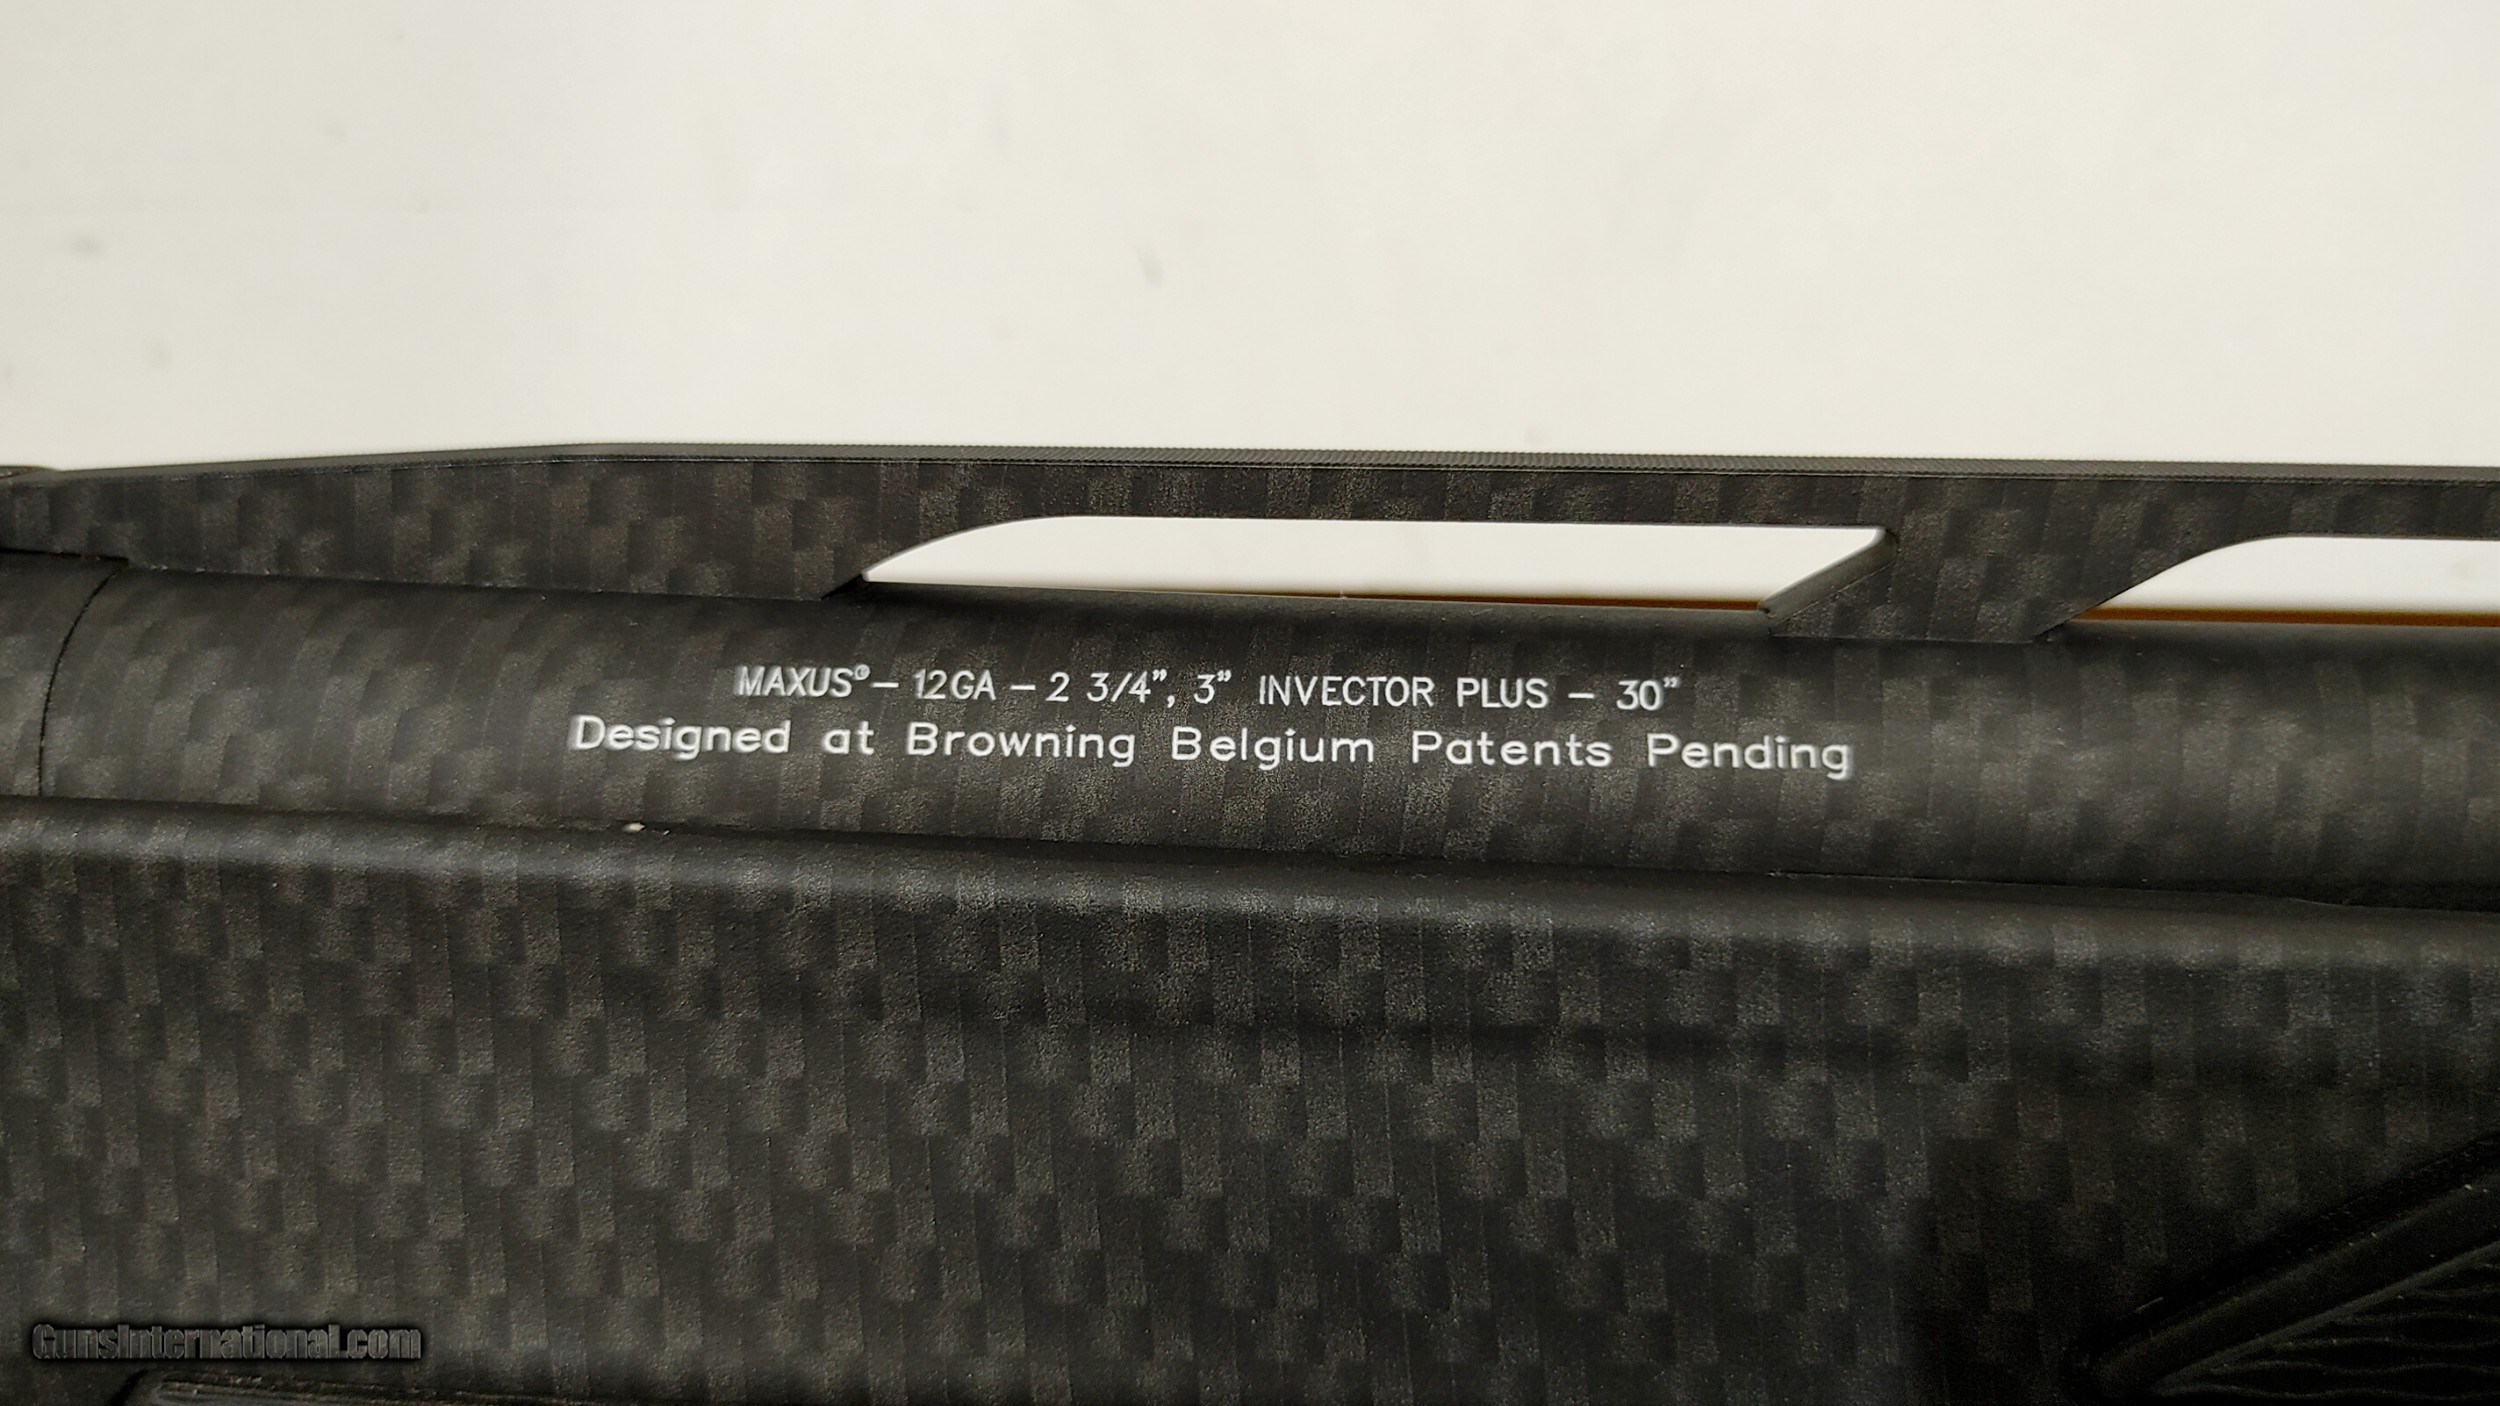 MAXUS® – 12GA – 2 3/4", 3" INVECTOR PLUS – 30"
Designed at Browning Belgium Patents Pending
GunsInternational.com